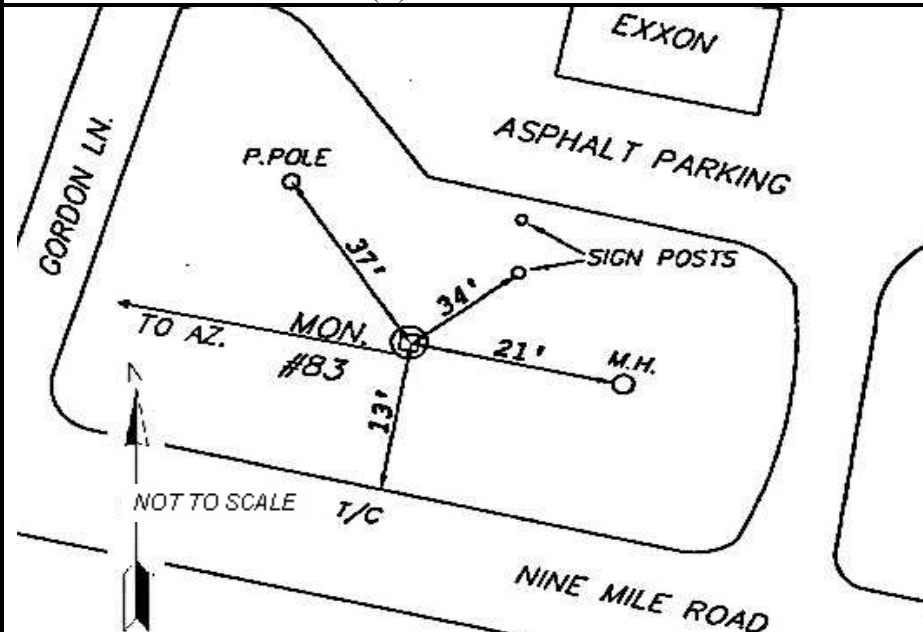 EXXON
ASPHALT PARKING
GORDON LN.
P.POLE
SIGN POSTS
37'
34'
TO AZ.
MON.
#83
21'
M.H.
13'
N
NOT TO SCALE
T/C
NINE MILE ROAD